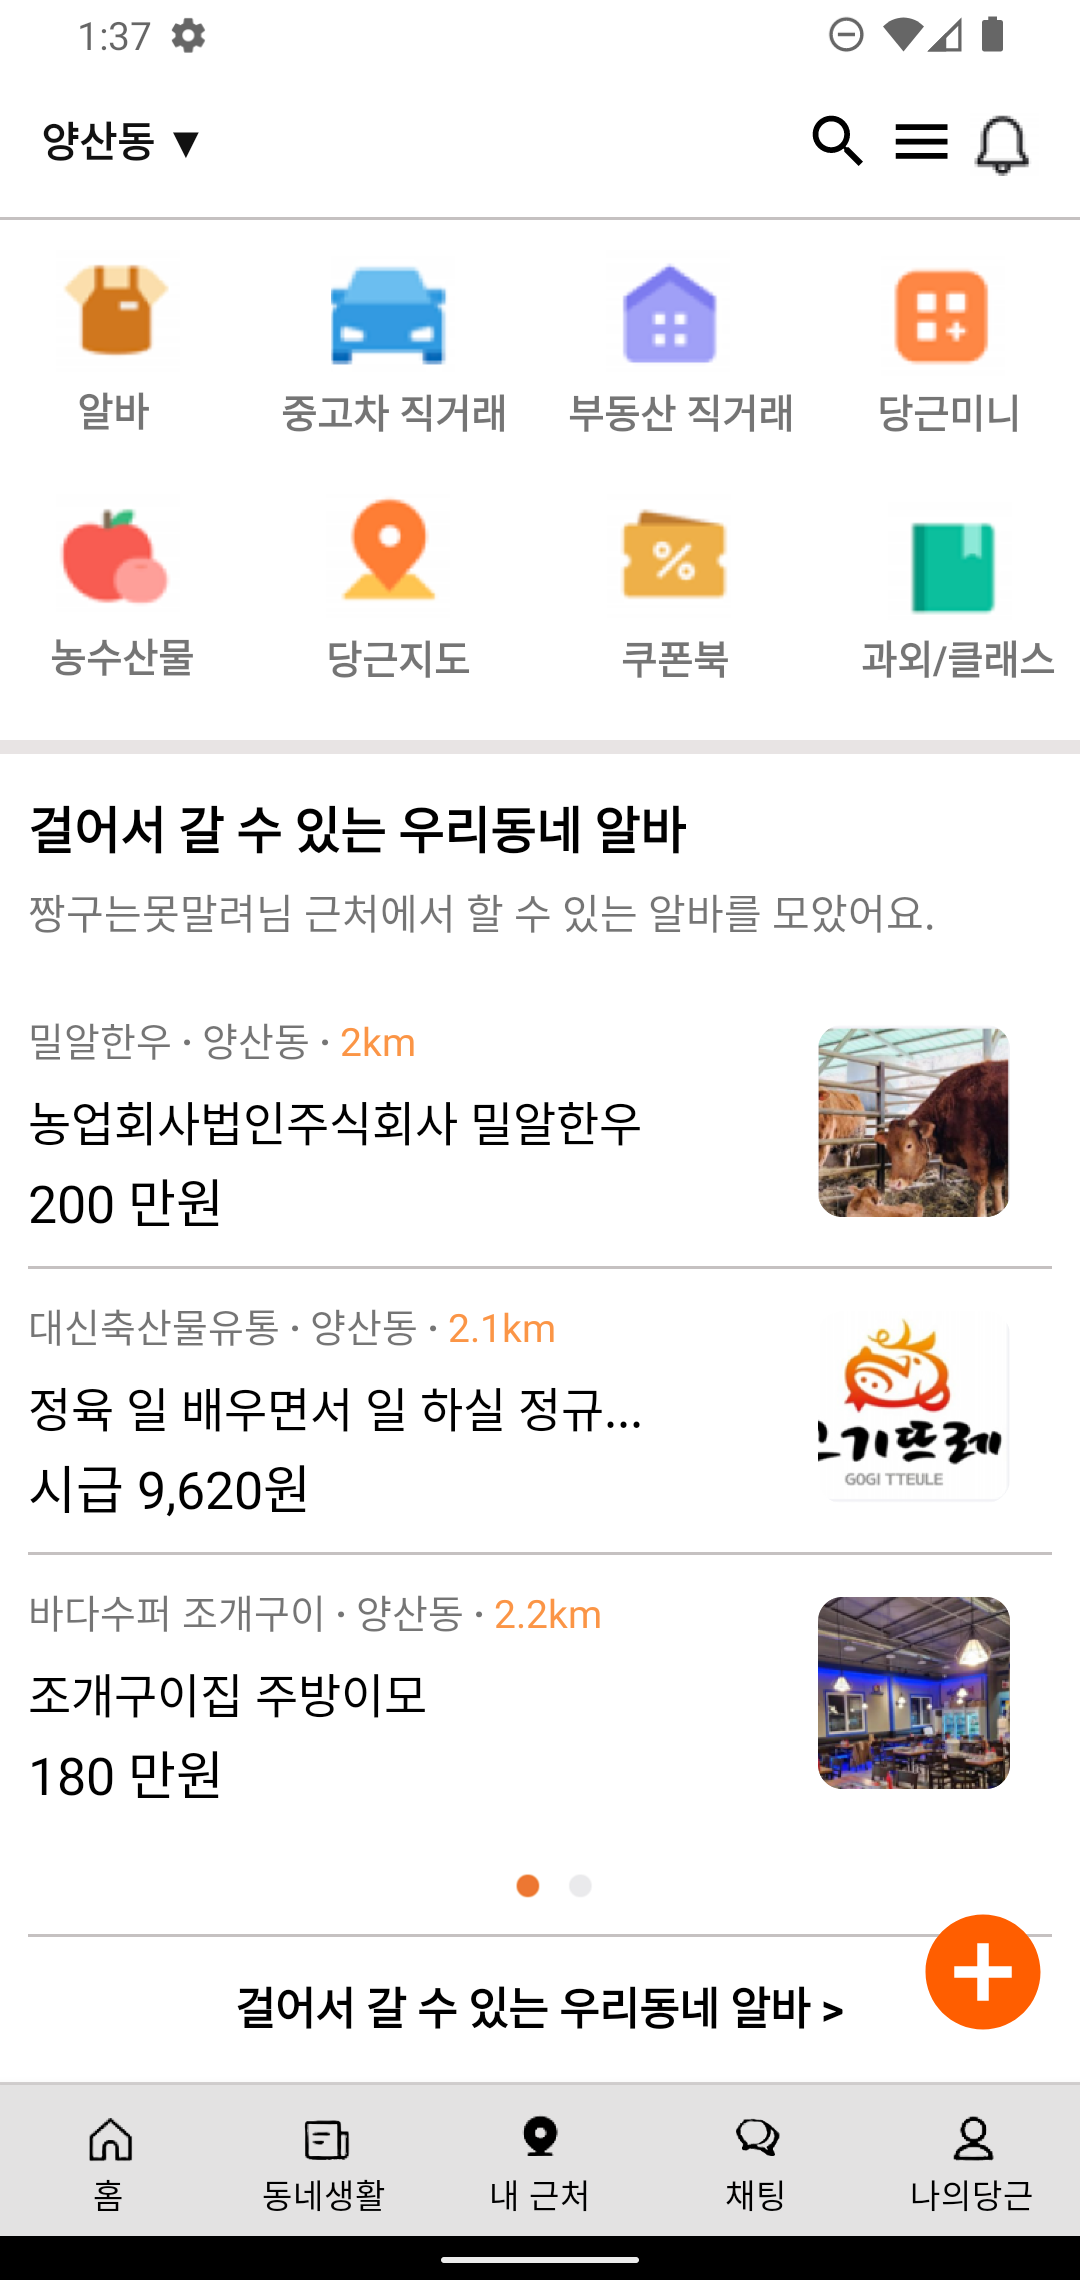 1:37
양산동 ▼
알바 중고차 직거래 부동산 직거래 당근미니
농수산물 당근지도 쿠폰북 과외/클래스
걸어서 갈 수 있는 우리동네 알바
짱구는못말려님 근처에서 할 수 있는 알바를 모았어요.
밀알한우 · 양산동 · 2km
농업회사법인주식회사 밀알한우
200 만원
대신축산물유통 · 양산동 · 2.1km
정육 일 배우면서 일 하실 정규...
시급 9,620원
기뜨레
GOGI TTEULE
바다수퍼 조개구이 · 양산동 · 2.2km
조개구이집 주방이모
180 만원
걸어서 갈 수 있는 우리동네 알바 >
홈 동네생활 내 근처 채팅 나의당근